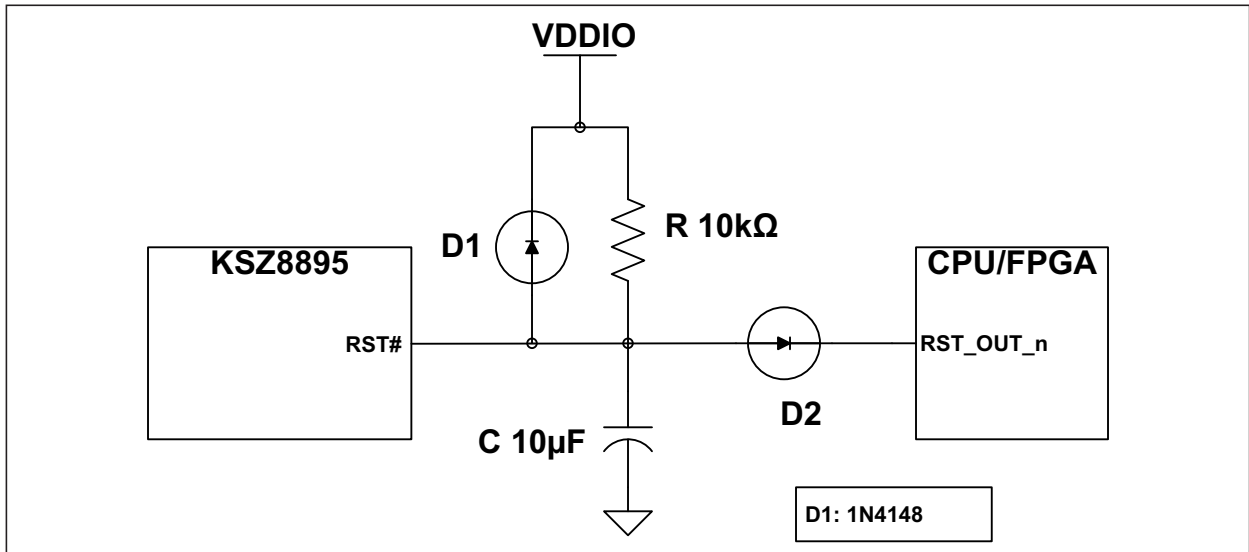 VDDIO
R 10kΩ
D1
KSZ8895
CPU/FPGA
RST#
RST_OUT_n
D2
C 10μF
D1: 1N4148